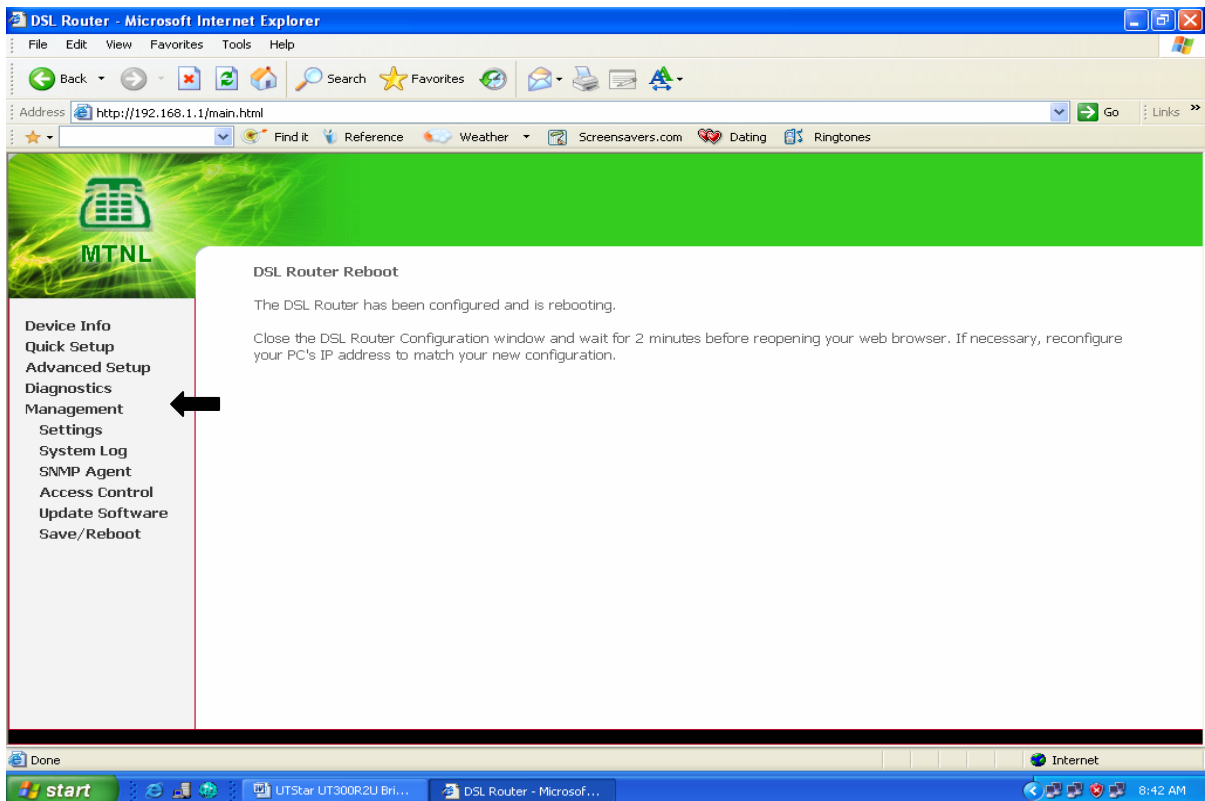 DSL Router - Microsoft Internet Explorer
File Edit View Favorites Tools Help
Back Search Favorites
Address http://192.168.1.1/main.html Go Links »
Find it Reference Weather Screensavers.com Dating Ringtones
MTNL
DSL Router Reboot
The DSL Router has been configured and is rebooting.
Close the DSL Router Configuration window and wait for 2 minutes before reopening your web browser. If necessary, reconfigure
your PC's IP address to match your new configuration.
Device Info
Quick Setup
Advanced Setup
Diagnostics
Management
Settings
System Log
SNMP Agent
Access Control
Update Software
Save/Reboot
Done Internet
start UTStar UT300R2U Bri... DSL Router - Microsof... 8:42 AM